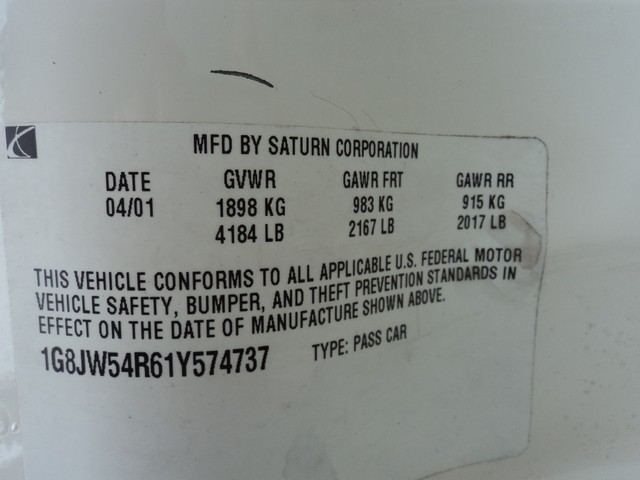 MFD BY SATURN CORPORATION
DATE GVWR GAWR FRT GAWR RR
04/01 1898 KG 983 KG 915 KG
4184 LB 2167 LB 2017 LB
THIS VEHICLE CONFORMS TO ALL APPLICABLE U.S. FEDERAL MOTOR
VEHICLE SAFETY, BUMPER, AND THEFT PREVENTION STANDARDS IN
EFFECT ON THE DATE OF MANUFACTURE SHOWN ABOVE.
1G8JW54R61Y574737 TYPE: PASS CAR